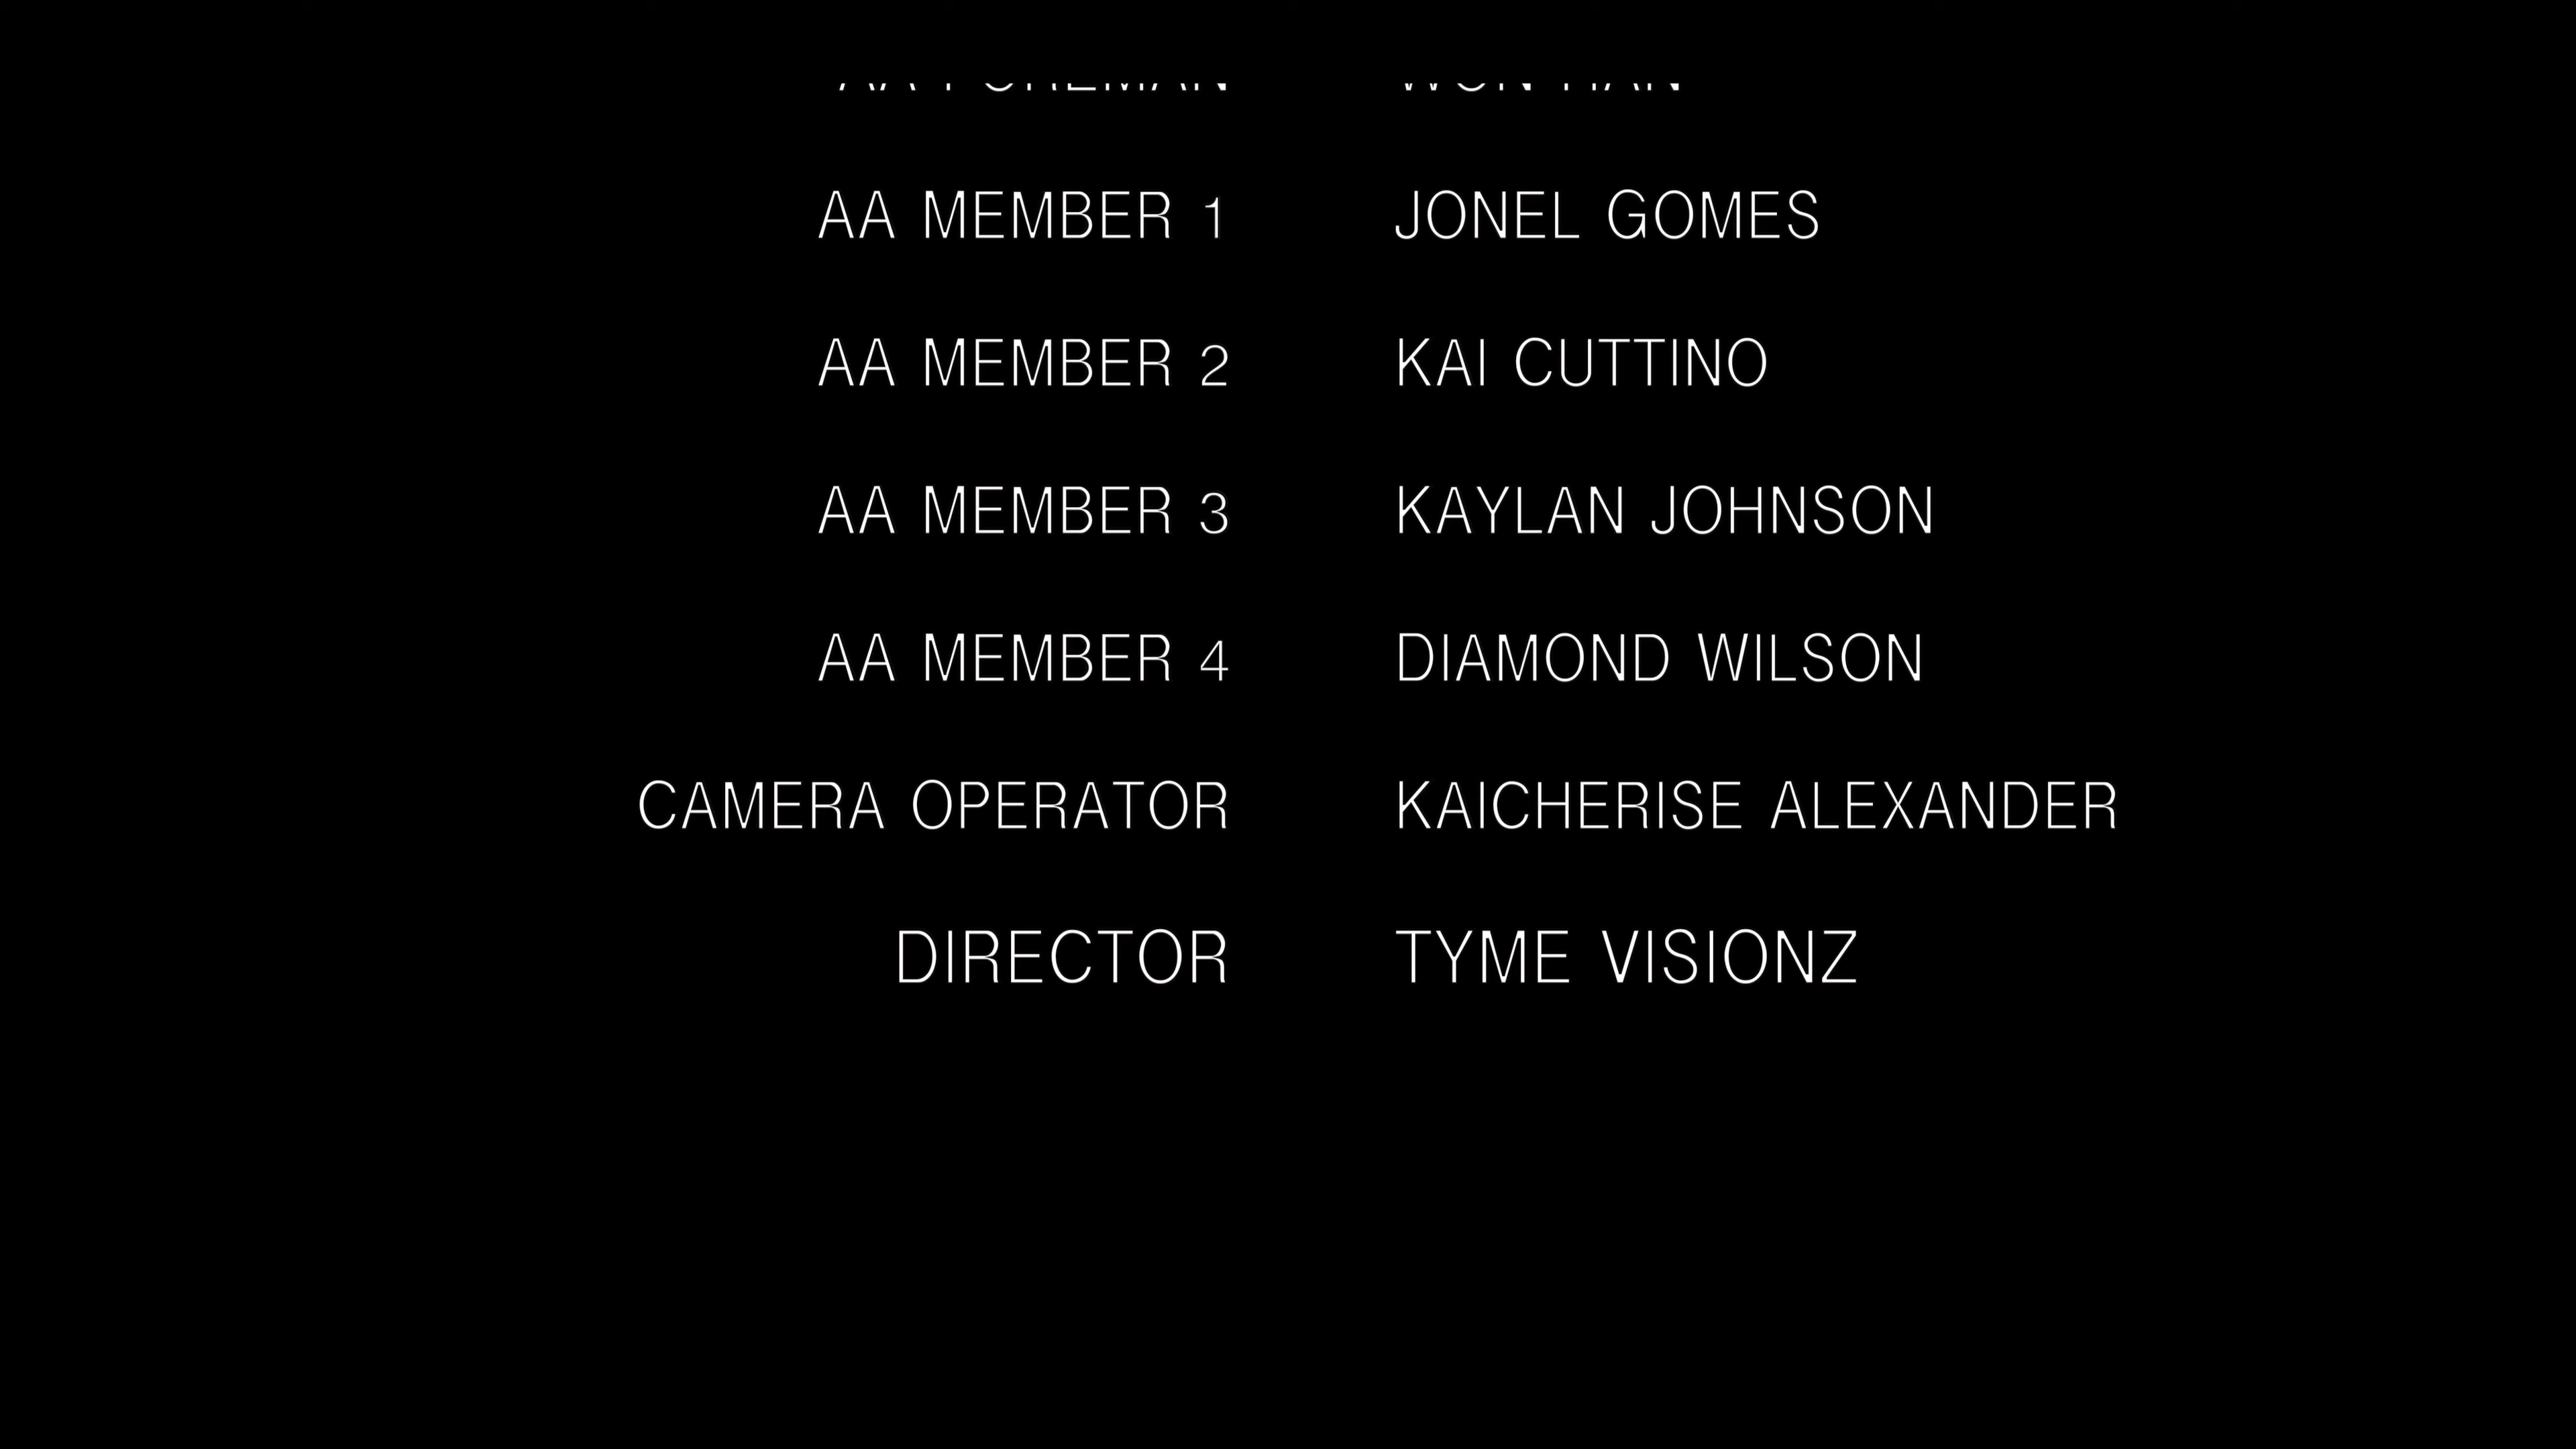 AA MEMBER 1 JONEL GOMES
AA MEMBER 2 KAI CUTTINO
AA MEMBER 3 KAYLAN JOHNSON
AA MEMBER 4 DIAMOND WILSON
CAMERA OPERATOR KAICHERISE ALEXANDER
DIRECTOR TYME VISIONZ